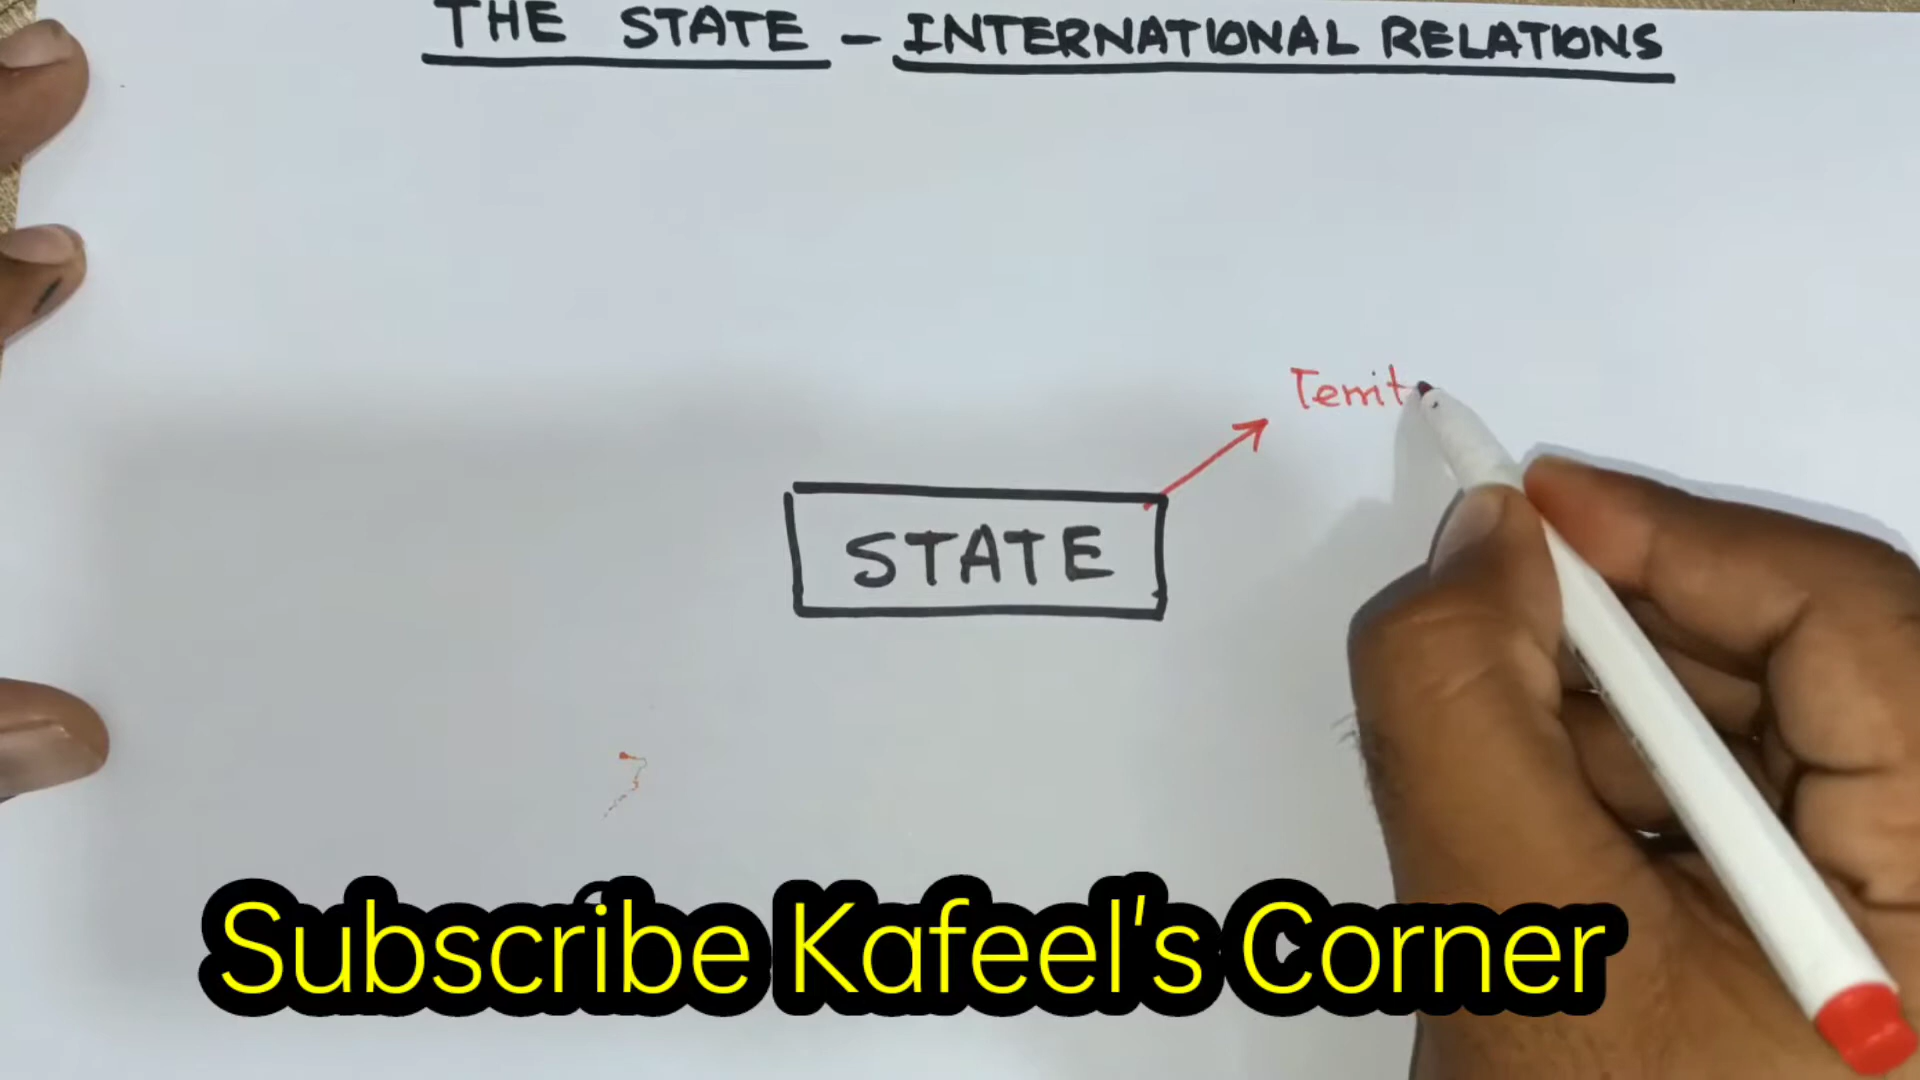 THE STATE - INTERNATIONAL RELATIONS
Territ
STATE
Subscribe Kafeel's Corner